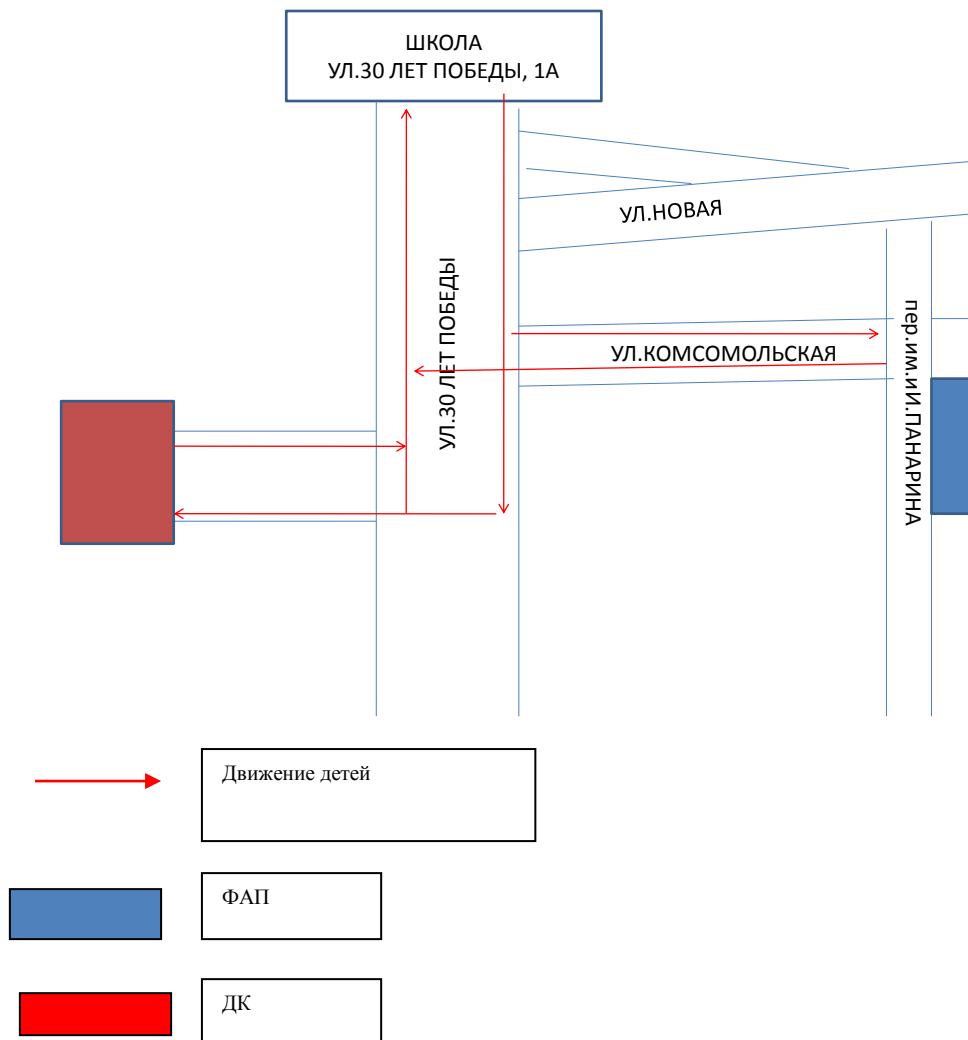 ШКОЛА
УЛ.30 ЛЕТ ПОБЕДЫ, 1А
УЛ.НОВАЯ
УЛ.30 ЛЕТ ПОБЕДЫ
УЛ.КОМСОМОЛЬСКАЯ
пер.им.иИ.ПАНАРИНА
Движение детей
ФАП
ДК